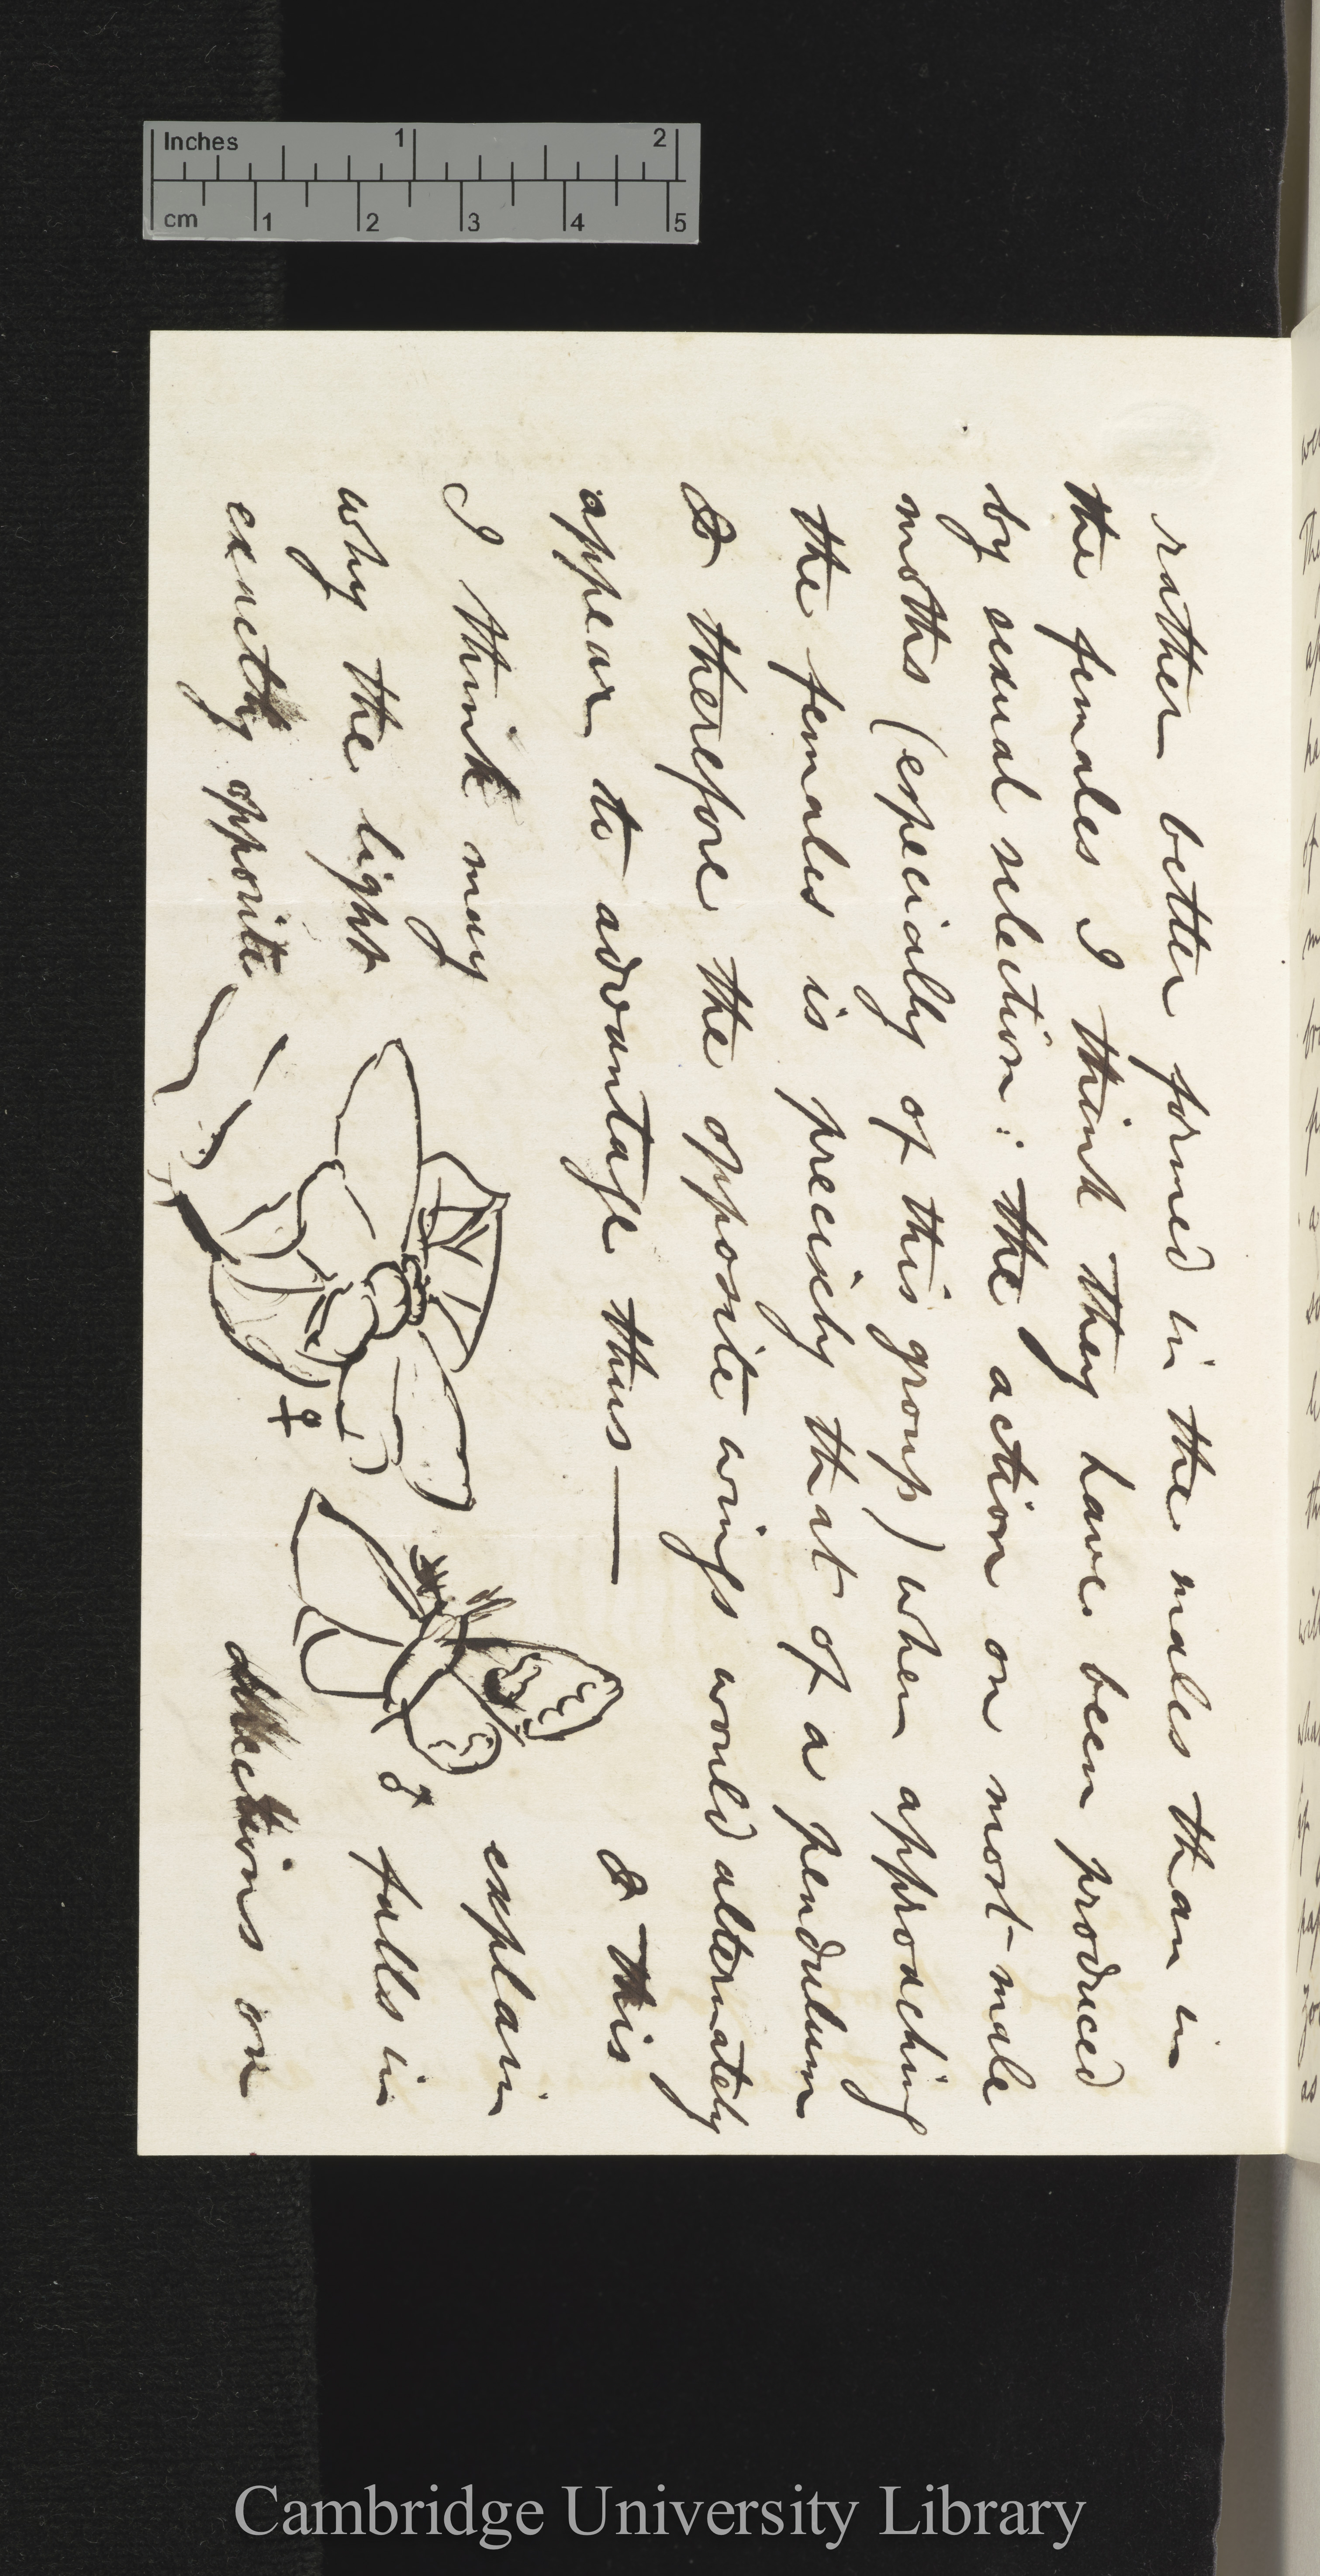 Inches 1 2
cm 1 2 3 4 5
rather better formed in the males than in
the females I think they have been produced
by sexual selection: the action on most male
moths (especially of this group) when approaching
the females is precisely that of a pendulum
& therefore the opposite wings would alternately
appear to advantage thus —
& this
I think may explain
why the light falls in
exactly opposite directions on
♀ ♂
Cambridge University Library